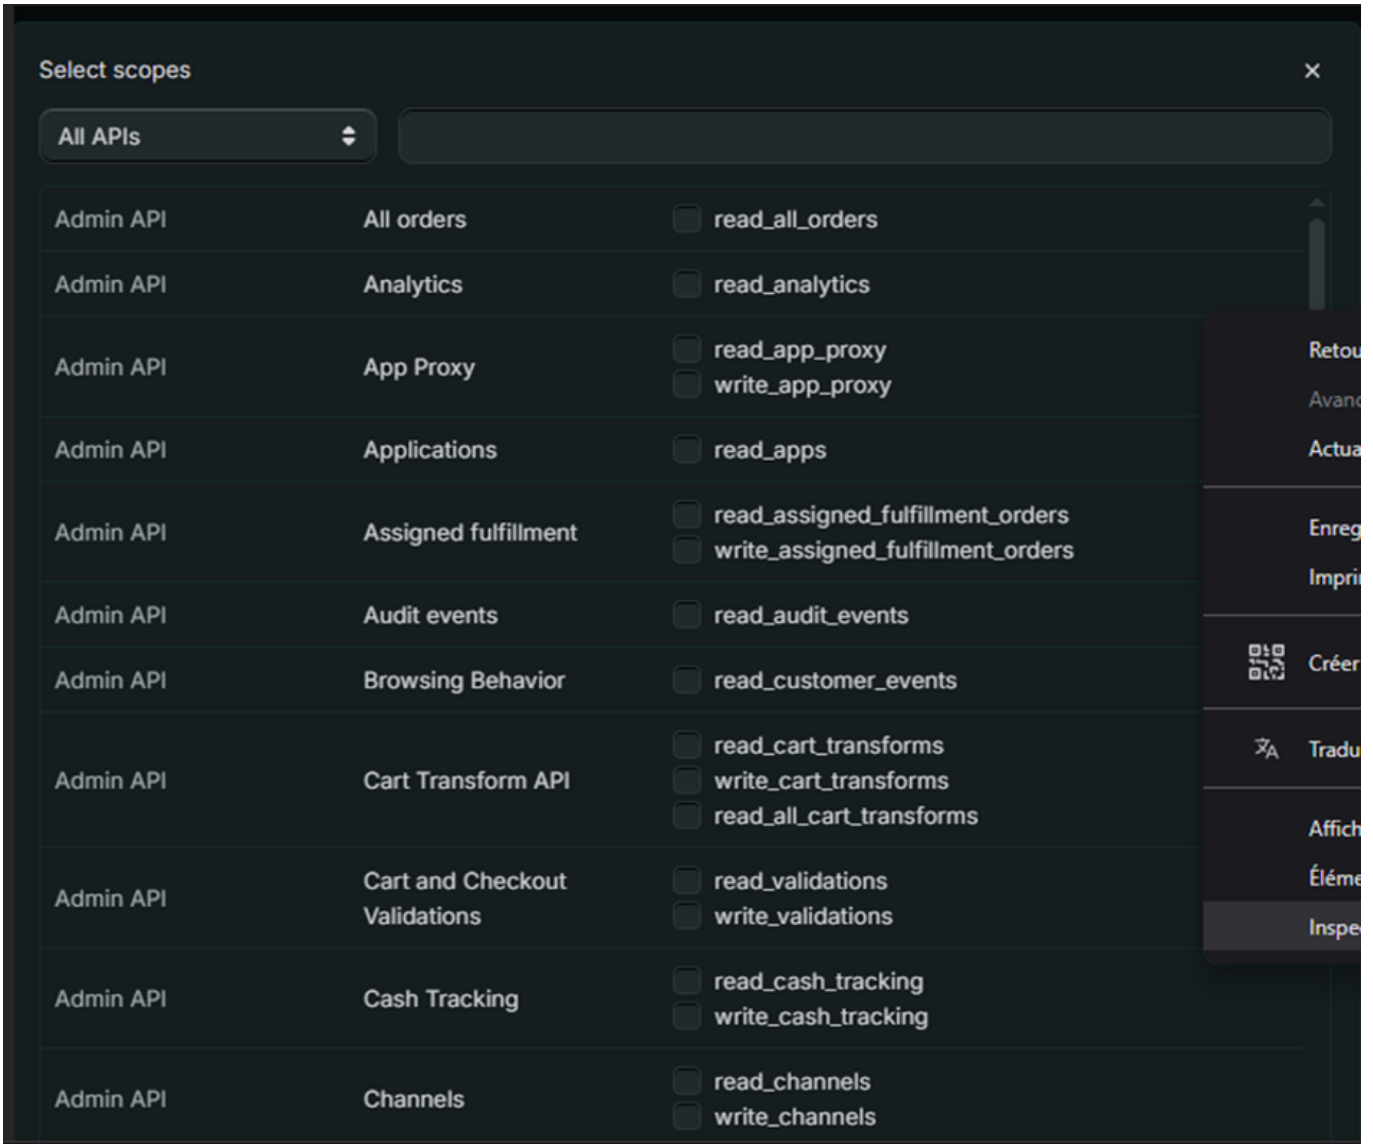 Select scopes
All APIs
Admin API All orders read_all_orders
Admin API Analytics read_analytics
Admin API App Proxy read_app_proxy
write_app_proxy
Admin API Applications read_apps
Admin API Assigned fulfillment read_assigned_fulfillment_orders
write_assigned_fulfillment_orders
Admin API Audit events read_audit_events
Admin API Browsing Behavior read_customer_events
Admin API Cart Transform API read_cart_transforms
write_cart_transforms
read_all_cart_transforms
Admin API Cart and Checkout Validations read_validations
write_validations
Admin API Cash Tracking read_cash_tracking
write_cash_tracking
Admin API Channels read_channels
write_channels
Retou
Avanc
Actua
Enreg
Impri
Créer
Tradu
Affich
Éléme
Inspe